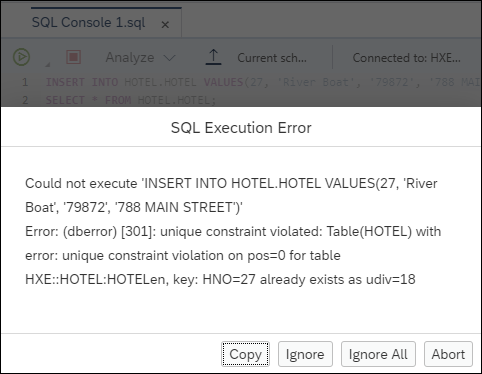 SQL Console 1.sql ×
Analyze Current sch... Connected to: HXE...
1 INSERT INTO HOTEL.HOTEL VALUES(27, 'River Boat', '79872', '788 MAI
2 SELECT * FROM HOTEL.HOTEL;
SQL Execution Error
Could not execute 'INSERT INTO HOTEL.HOTEL VALUES(27, 'River
Boat', '79872', '788 MAIN STREET')'
Error: (dberror) [301]: unique constraint violated: Table(HOTEL) with
error: unique constraint violation on pos=0 for table
HXE::HOTEL:HOTELen, key: HNO=27 already exists as udiv=18
Copy Ignore Ignore All Abort